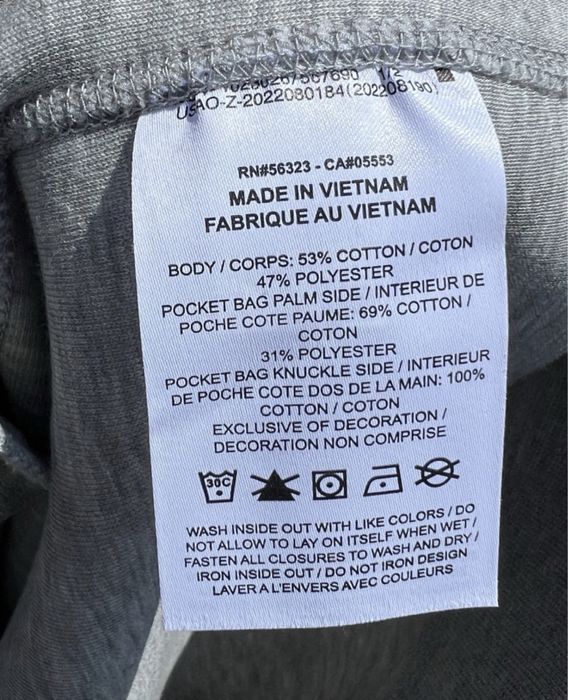 USAO-Z-2022080184(202208190)
RN#56323 - CA#05553
MADE IN VIETNAM
FABRIQUE AU VIETNAM
BODY / CORPS: 53% COTTON / COTON
47% POLYESTER
POCKET BAG PALM SIDE / INTERIEUR DE
POCHE COTE PAUME: 69% COTTON /
COTON
31% POLYESTER
POCKET BAG KNUCKLE SIDE / INTERIEUR
DE POCHE COTE DOS DE LA MAIN: 100%
COTTON / COTON
EXCLUSIVE OF DECORATION /
DECORATION NON COMPRISE
30C
WASH INSIDE OUT WITH LIKE COLORS / DO
NOT ALLOW TO LAY ON ITSELF WHEN WET /
FASTEN ALL CLOSURES TO WASH AND DRY /
IRON INSIDE OUT / DO NOT IRON DESIGN
LAVER A L'ENVERS AVEC COULEURS